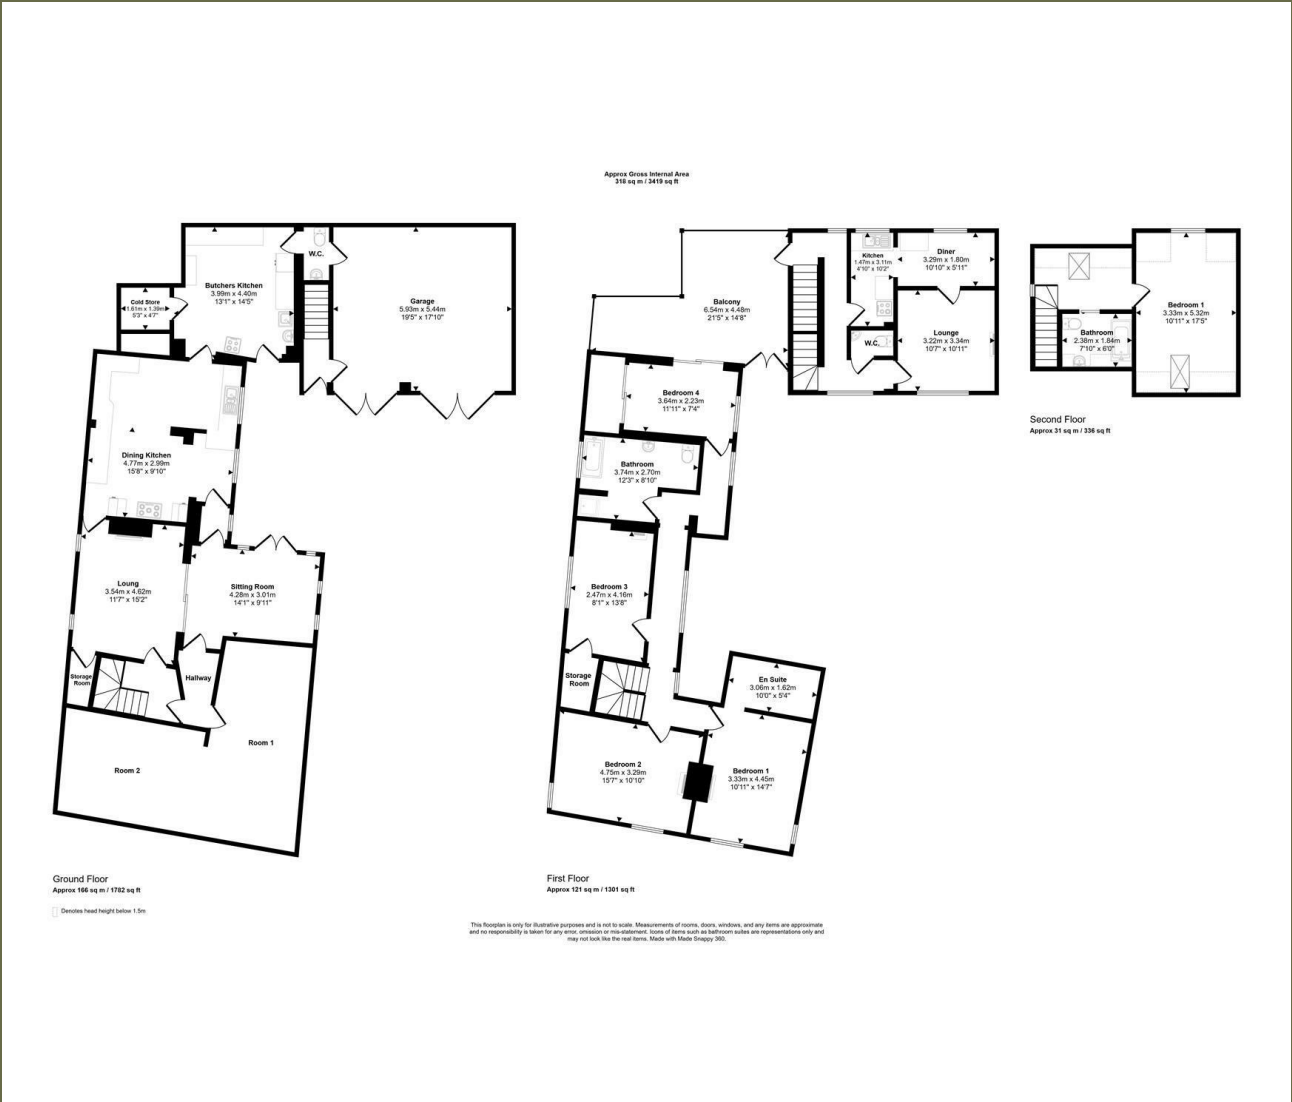 Approx Gross Internal Area
318 sq m / 3419 sq ft
W.C.
Butchers Kitchen
3.99m x 4.40m
13'1" x 14'5"
Cold Store
1.61m x 1.39m
5'3" x 4'7"
Garage
5.93m x 5.44m
19'5" x 17'10"
Dining Kitchen
4.77m x 2.99m
15'8" x 9'10"
Loung
3.54m x 4.62m
11'7" x 15'2"
Sitting Room
4.28m x 3.01m
14'1" x 9'11"
Storage
Room
Hallway
Room 1
Room 2
Ground Floor
Approx 166 sq m / 1782 sq ft
Denotes head height below 1.5m
Balcony
6.54m x 4.48m
21'5" x 14'8"
Kitchen
1.47m x 3.11m
4'10" x 10'2"
Diner
3.29m x 1.80m
10'10" x 5'11"
W.C.
Lounge
3.22m x 3.34m
10'7" x 10'11"
Bedroom 4
3.64m x 2.23m
11'11" x 7'4"
Bathroom
3.74m x 2.70m
12'3" x 8'10"
Bedroom 3
2.47m x 4.16m
8'1" x 13'8"
Storage
Room
En Suite
3.06m x 1.62m
10'0" x 5'4"
Bedroom 2
4.75m x 3.29m
15'7" x 10'10"
Bedroom 1
3.33m x 4.45m
10'11" x 14'7"
First Floor
Approx 121 sq m / 1301 sq ft
Bedroom 1
3.33m x 5.32m
10'11" x 17'5"
Bathroom
2.38m x 1.84m
7'10" x 6'0"
Second Floor
Approx 31 sq m / 336 sq ft
This floorplan is only for illustrative purposes and is not to scale. Measurements of rooms, doors, windows, and any items are approximate
and no responsibility is taken for any error, omission or mis-statement. Icons of items such as bathroom suites are representations only and
may not look like the real items. Made with Made Snappy 360.